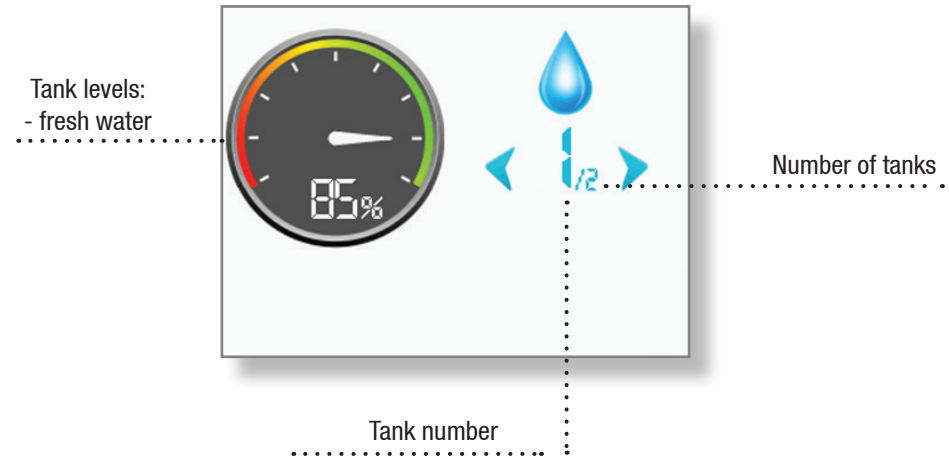 Tank levels:
- fresh water
85%
1/2
Number of tanks
Tank number